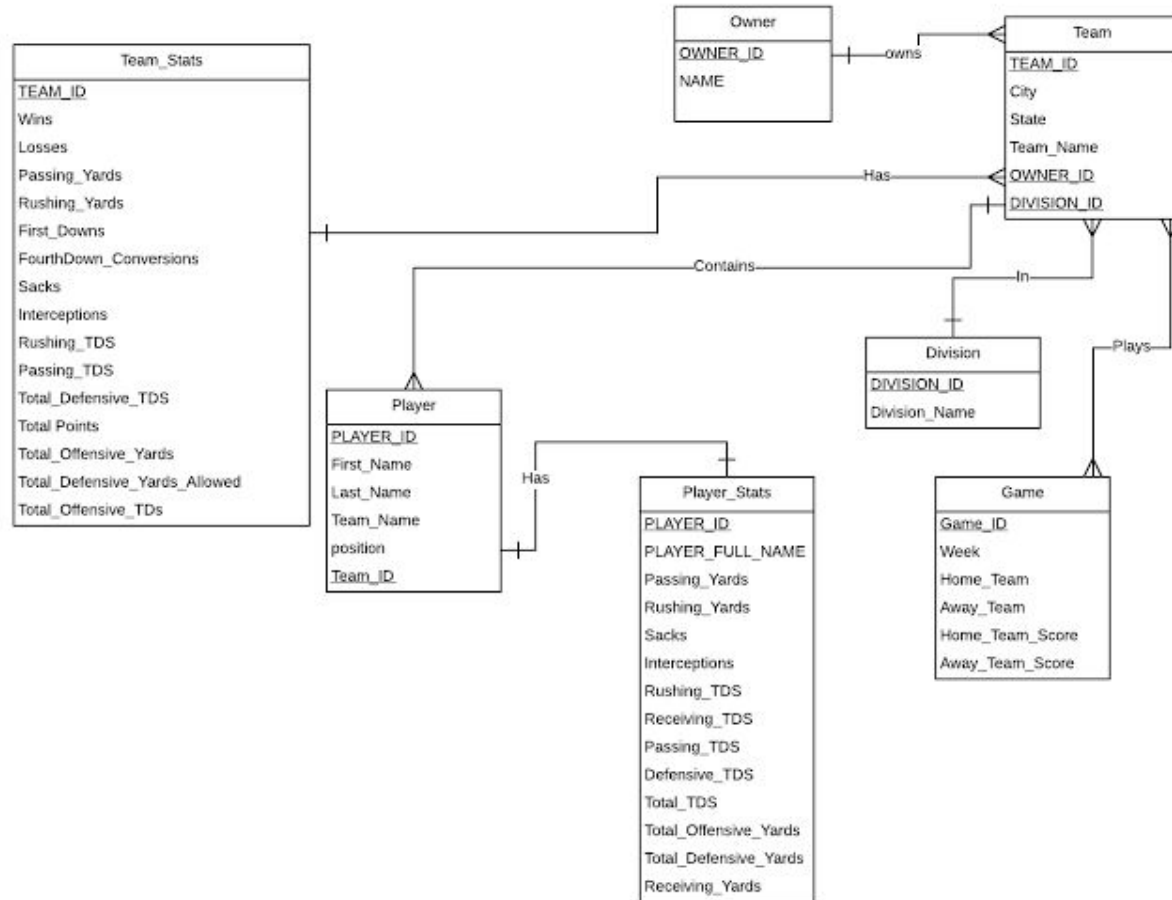 Team_Stats
TEAM_ID
Wins
Losses
Passing_Yards
Rushing_Yards
First_Downs
FourthDown_Conversions
Sacks
Interceptions
Rushing_TDS
Passing_TDS
Total_Defensive_TDS
Total Points
Total_Offensive_Yards
Total_Defensive_Yards_Allowed
Total_Offensive_TDs
Owner
OWNER_ID
NAME
owns
Team
TEAM_ID
City
State
Team_Name
OWNER_ID
DIVISION_ID
Has
Contains
In
Plays
Division
DIVISION_ID
Division_Name
Player
PLAYER_ID
First_Name
Last_Name
Team_Name
position
Team_ID
Has
Player_Stats
PLAYER_ID
PLAYER_FULL_NAME
Passing_Yards
Rushing_Yards
Sacks
Interceptions
Rushing_TDS
Receiving_TDS
Passing_TDS
Defensive_TDS
Total_TDS
Total_Offensive_Yards
Total_Defensive_Yards
Receiving_Yards
Game
Game_ID
Week
Home_Team
Away_Team
Home_Team_Score
Away_Team_Score